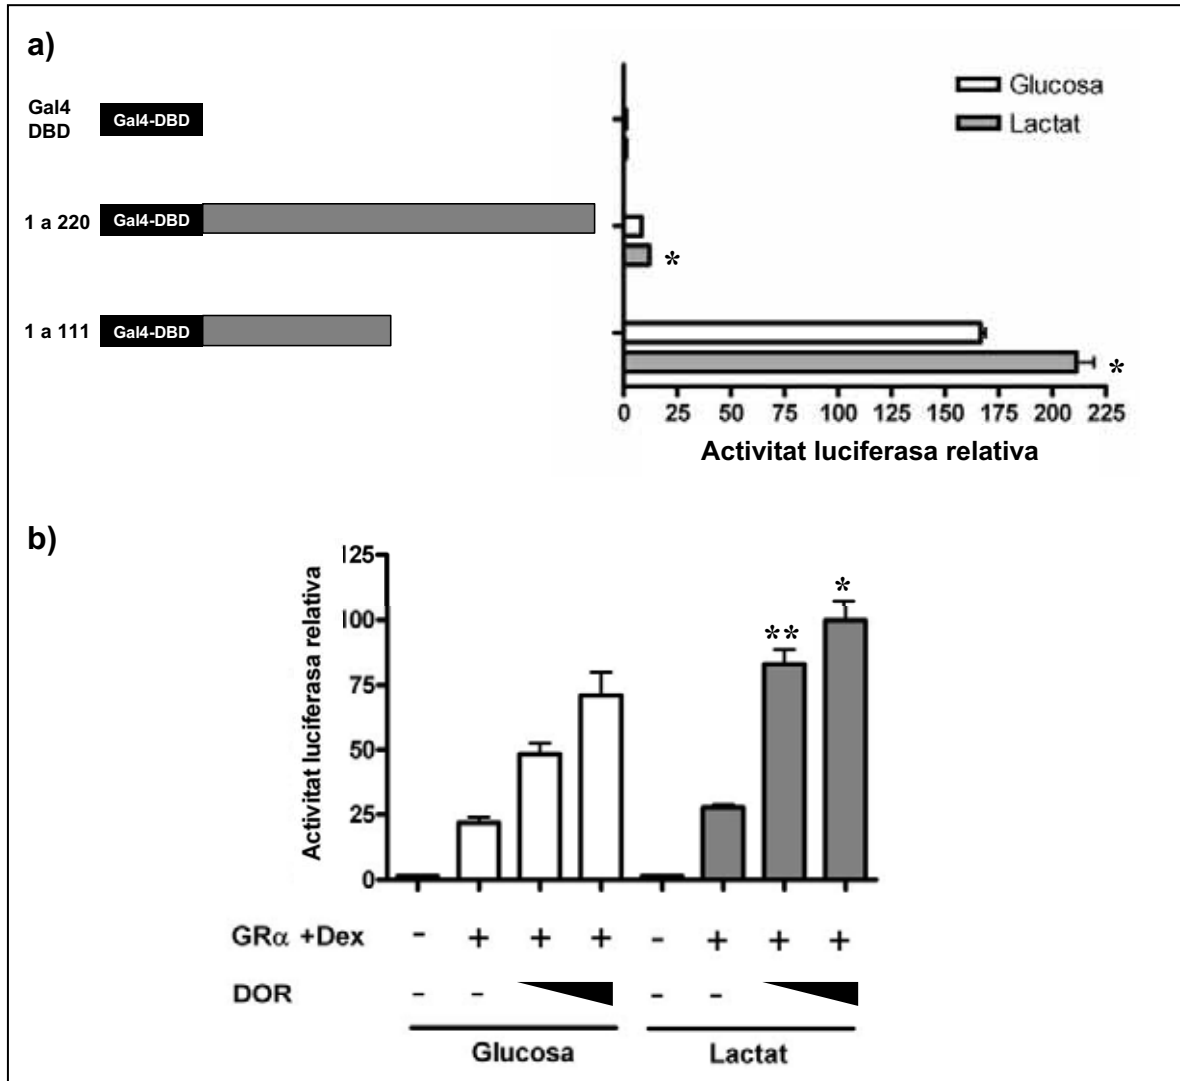 a)
Gal4
DBD
Gal4-DBD
1 a 220
Gal4-DBD
*
1 a 111
Gal4-DBD
*
Glucosa
Lactat
0 25 50 75 100 125 150 175 200 225
Activitat luciferasa relativa
b)
Activitat luciferasa relativa
125
100
75
50
25
0
**
*
GRα +Dex - + + + - + + +
DOR - - - -
Glucosa Lactat